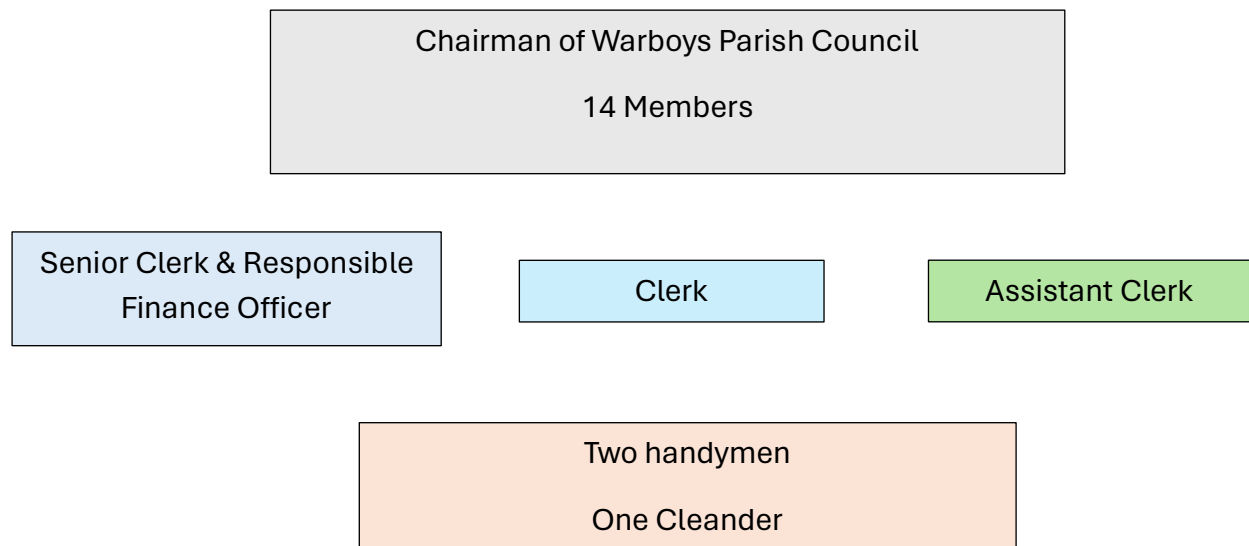 Chairman of Warboys Parish Council
14 Members
Senior Clerk & Responsible
Finance Officer
Clerk
Assistant Clerk
Two handymen
One Cleander